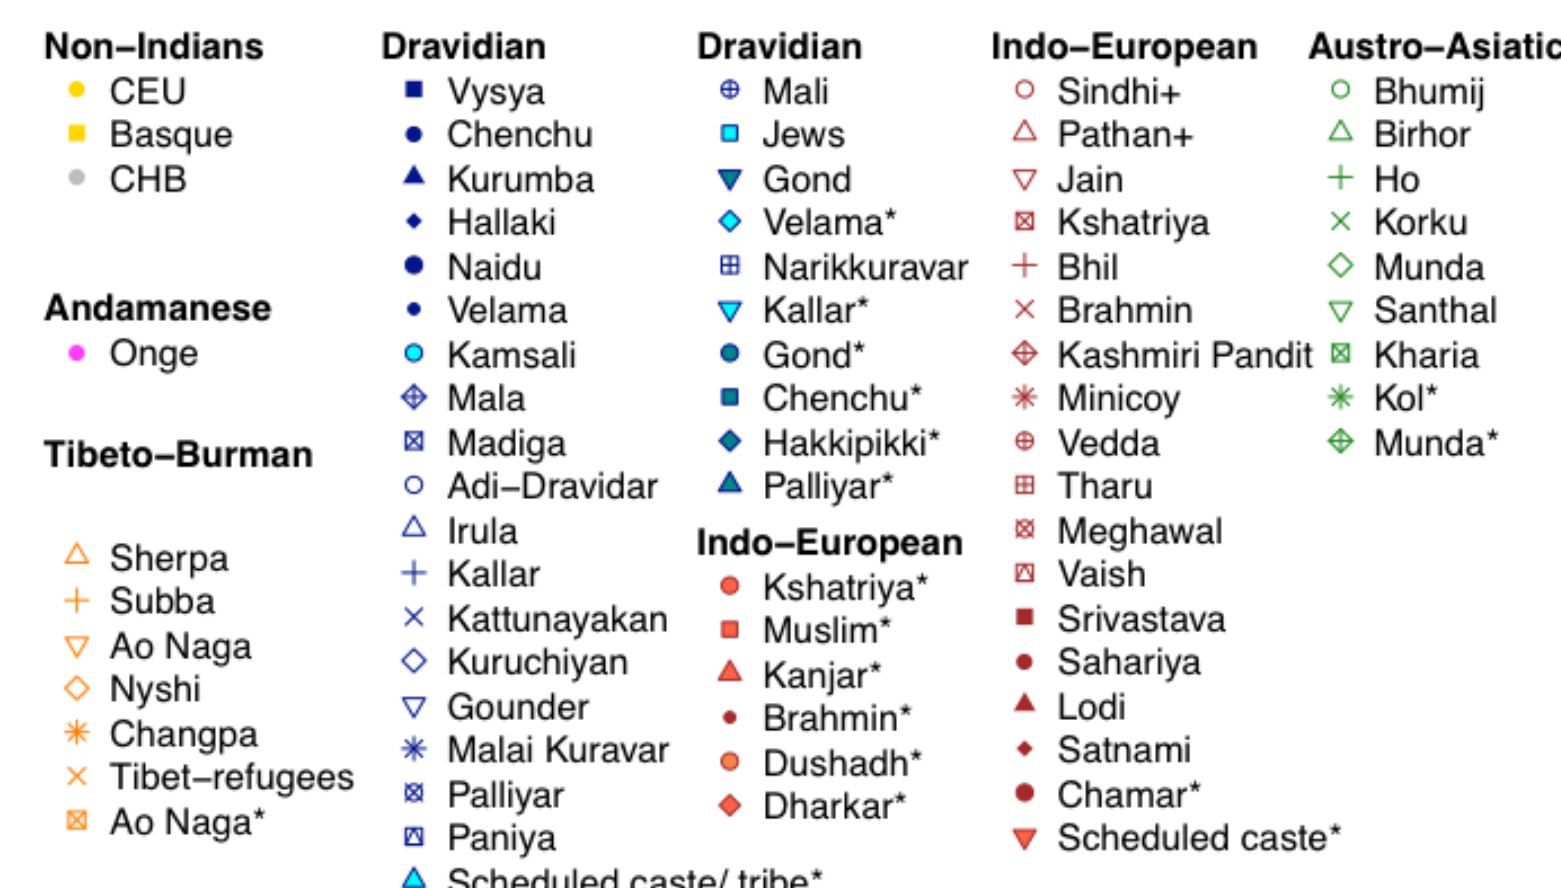 Non–Indians
CEU
Basque
CHB
Andamanese
Onge
Tibeto–Burman
Sherpa
Subba
Ao Naga
Nyshi
Changpa
Tibet–refugees
Ao Naga*
Dravidian
Vysya
Chenchu
Kurumba
Hallaki
Naidu
Velama
Kamsali
Mala
Madiga
Adi–Dravidar
Irula
Kallar
Kattunayakan
Kuruchiyan
Gounder
Malai Kuravar
Palliyar
Paniya
Scheduled caste/ tribe*
Dravidian
Mali
Jews
Gond
Velama*
Narikkuravar
Kallar*
Gond*
Chenchu*
Hakkipikki*
Palliyar*
Indo–European
Kshatriya*
Muslim*
Kanjar*
Brahmin*
Dushadh*
Dharkar*
Indo–European
Sindhi+
Pathan+
Jain
Kshatriya
Bhil
Brahmin
Kashmiri Pandit
Minicoy
Vedda
Tharu
Meghawal
Vaish
Srivastava
Sahariya
Lodi
Satnami
Chamar*
Scheduled caste*
Austro–Asiatic
Bhumij
Birhor
Ho
Korku
Munda
Santhal
Kharia
Kol*
Munda*